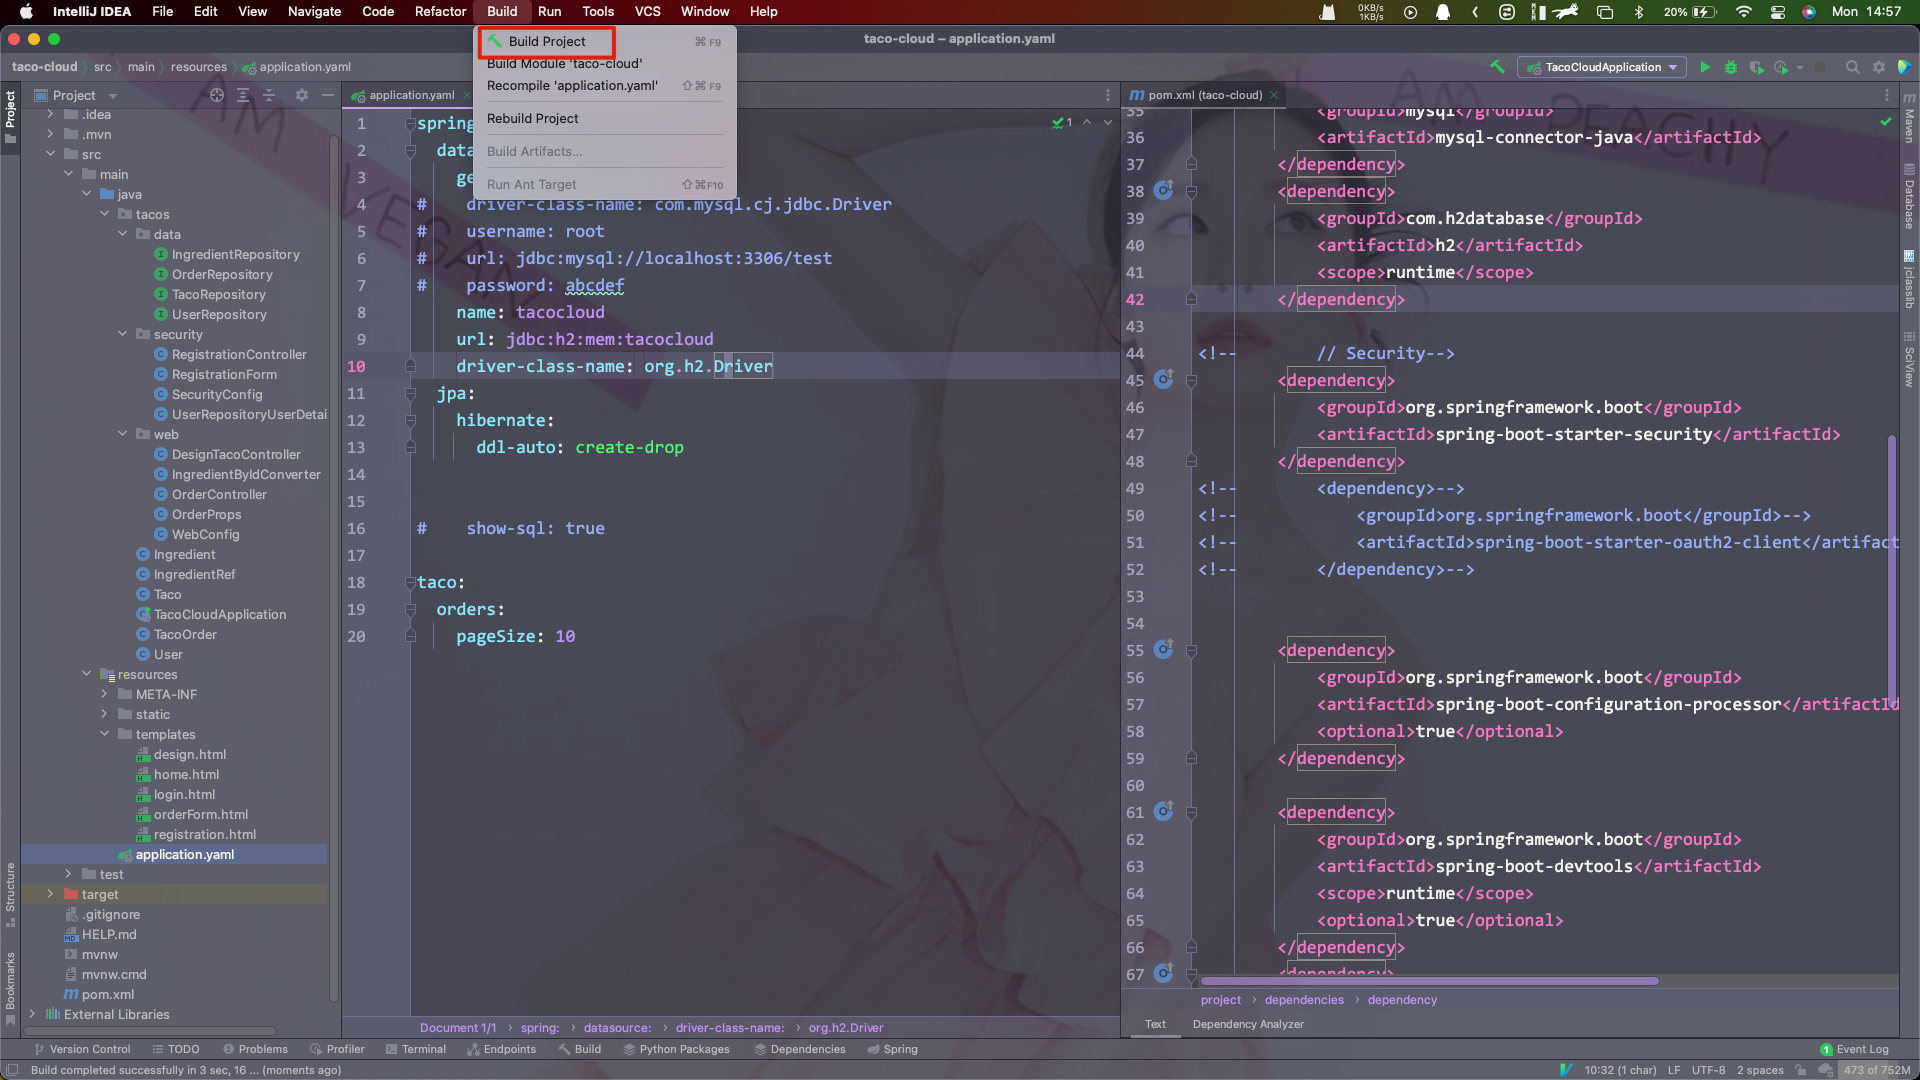 IntelliJ IDEA File Edit View Navigate Code Refactor Build Run Tools VCS Window Help
0KB/s
1KB/s
20%
Mon 14:57
taco-cloud – application.yaml
Build Project ⌘F9
Build Module 'taco-cloud'
Recompile 'application.yaml' ⇧⌘F9
Rebuild Project
Build Artifacts...
Run Ant Target ⇧⌘F10
taco-cloud src main resources application.yaml
TacoCloudApplication
Project
Structure
Bookmarks
Project
.idea
.mvn
src
main
java
tacos
data
IngredientRepository
OrderRepository
TacoRepository
UserRepository
security
RegistrationController
RegistrationForm
SecurityConfig
UserRepositoryUserDetai
web
DesignTacoController
IngredientByIdConverter
OrderController
OrderProps
WebConfig
Ingredient
IngredientRef
Taco
TacoCloudApplication
TacoOrder
User
resources
META-INF
static
templates
design.html
home.html
login.html
orderForm.html
registration.html
application.yaml
test
target
.gitignore
HELP.md
mvnw
mvnw.cmd
pom.xml
External Libraries
application.yaml
1
1 spring
2 data
3 ge
4 # driver-class-name: com.mysql.cj.jdbc.Driver
5 # username: root
6 # url: jdbc:mysql://localhost:3306/test
7 # password: abcdef
8 name: tacocloud
9 url: jdbc:h2:mem:tacocloud
10 driver-class-name: org.h2.Driver
11 jpa:
12 hibernate:
13 ddl-auto: create-drop
14
15
16 # show-sql: true
17
18 taco:
19 orders:
20 pageSize: 10
Document 1/1 › spring: › datasource: › driver-class-name: › org.h2.Driver
pom.xml (taco-cloud)
35 <groupId>mysql</groupId>
36 <artifactId>mysql-connector-java</artifactId>
37 </dependency>
38 <dependency>
39 <groupId>com.h2database</groupId>
40 <artifactId>h2</artifactId>
41 <scope>runtime</scope>
42 </dependency>
43
44 <!-- // Security-->
45 <dependency>
46 <groupId>org.springframework.boot</groupId>
47 <artifactId>spring-boot-starter-security</artifactId>
48 </dependency>
49 <!-- <dependency>-->
50 <!-- <groupId>org.springframework.boot</groupId>-->
51 <!-- <artifactId>spring-boot-starter-oauth2-client</artifact
52 <!-- </dependency>-->
53
54
55 <dependency>
56 <groupId>org.springframework.boot</groupId>
57 <artifactId>spring-boot-configuration-processor</artifactId
58 <optional>true</optional>
59 </dependency>
60
61 <dependency>
62 <groupId>org.springframework.boot</groupId>
63 <artifactId>spring-boot-devtools</artifactId>
64 <scope>runtime</scope>
65 <optional>true</optional>
66 </dependency>
67 <dependency>
project › dependencies › dependency
Text Dependency Analyzer
Maven
Database
jclasslib
SciView
AM VEGAN
AM PEACHY
Version Control TODO Problems Profiler Terminal Endpoints Build Python Packages Dependencies Spring
1 Event Log
Build completed successfully in 3 sec, 16 ... (moments ago)
10:32 (1 char) LF UTF-8 2 spaces 473 of 752M